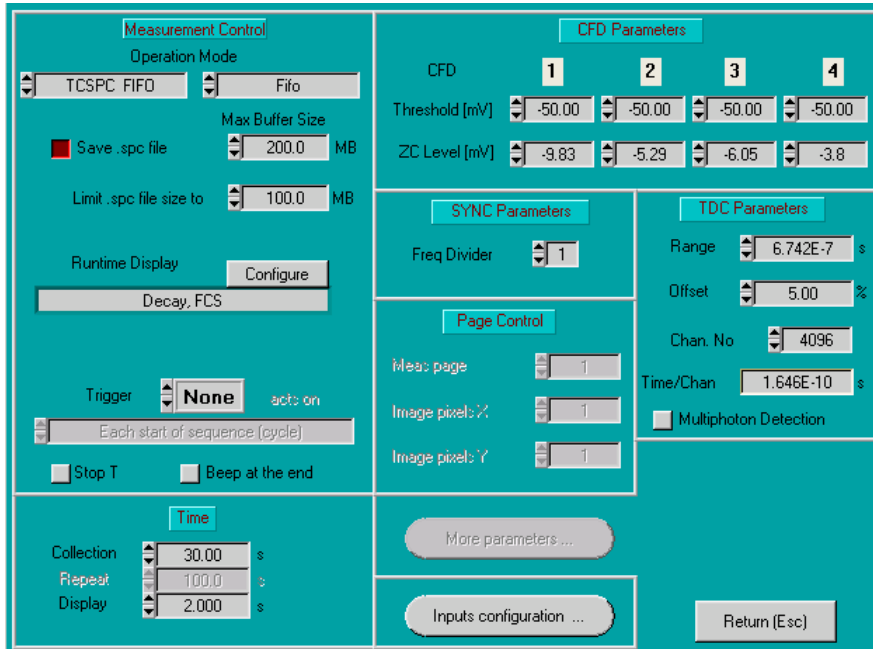 Measurement Control
Operation Mode
TCSPC FIFO Fifo
Max Buffer Size
Save .spc file 200.0 MB
Limit .spc file size to 100.0 MB
Runtime Display Configure
Decay, FCS
Trigger None acts on
Each start of sequence (cycle)
Stop T Beep at the end
Time
Collection 30.00 s
Repeat 100.0 s
Display 2.000 s
CFD Parameters
CFD 1 2 3 4
Threshold [mV] -50.00 -50.00 -50.00 -50.00
ZC Level [mV] -9.83 -5.29 -6.05 -3.8
SYNC Parameters
Freq Divider 1
Page Control
Meas page 1
Image pixels X 1
Image pixels Y 1
TDC Parameters
Range 6.742E-7 s
Offset 5.00 %
Chan. No 4096
Time/Chan 1.646E-10 s
Multiphoton Detection
More parameters ...
Inputs configuration ...
Return (Esc)